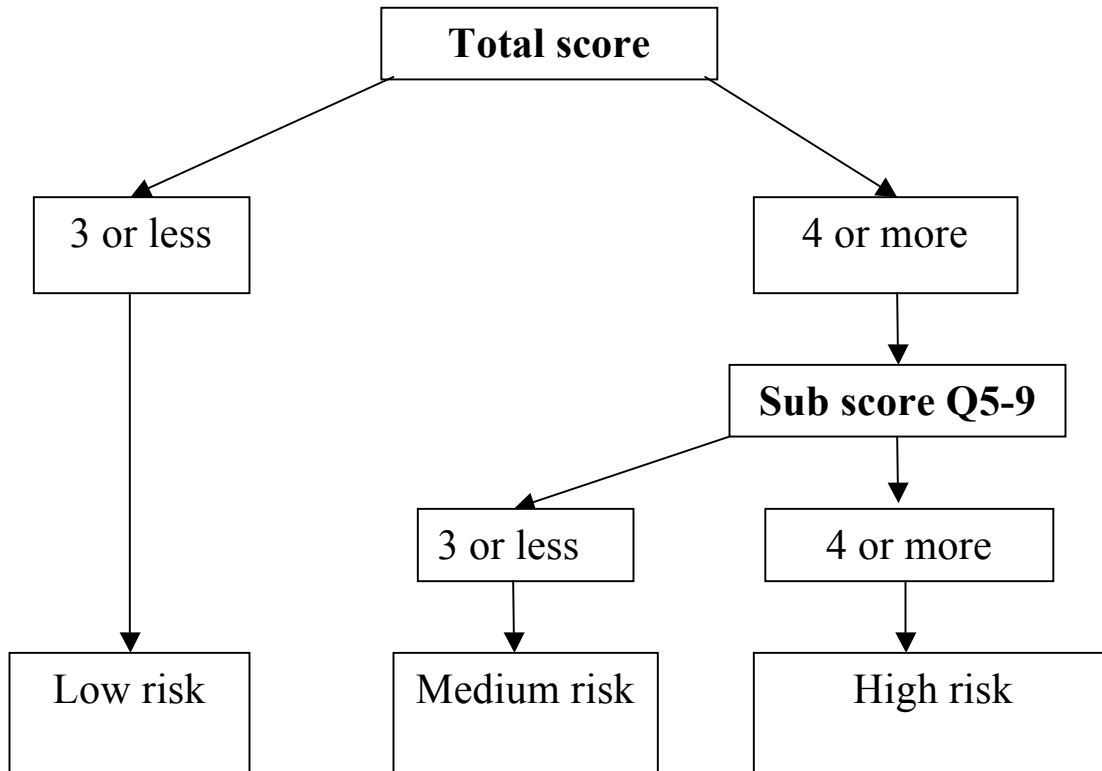 Total score
3 or less
4 or more
Sub score Q5-9
3 or less
4 or more
Low risk
Medium risk
High risk